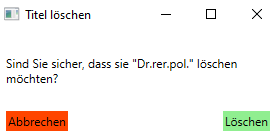 Titel löschen
Sind Sie sicher, dass sie "Dr.rer.pol." löschen
möchten?
Abbrechen
Löschen